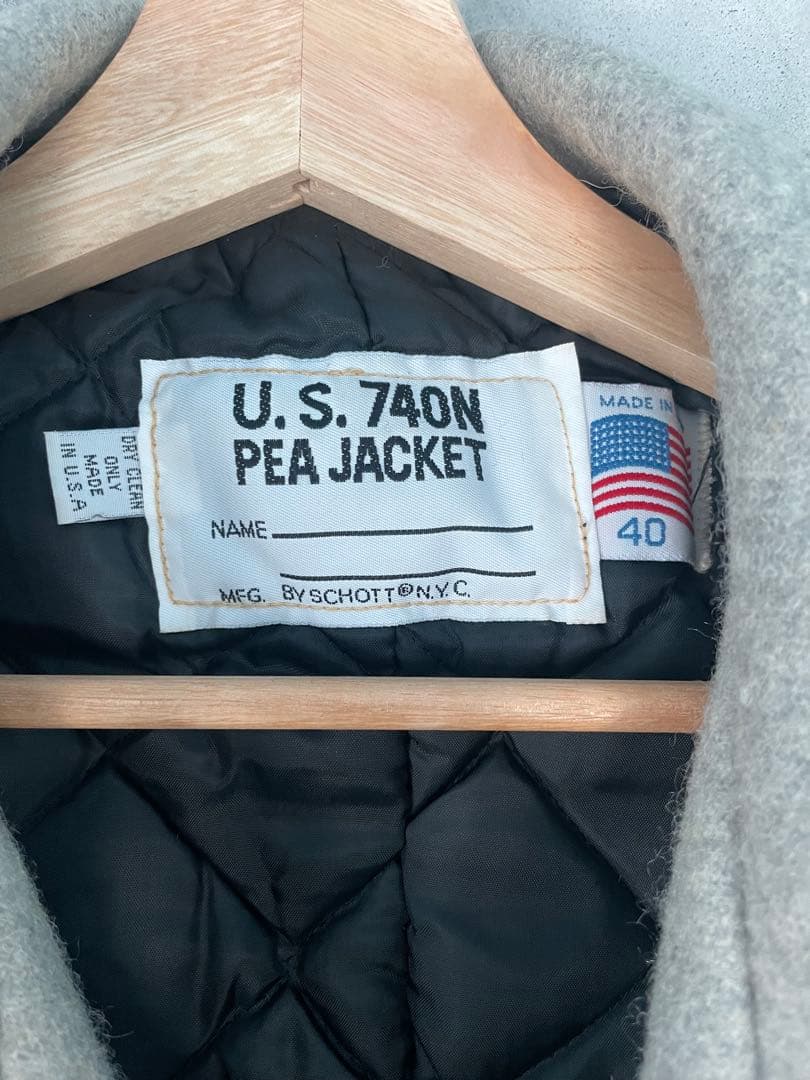 U.S. 740N
PEA JACKET
NAME
MFG. BY SCHOTT® N.Y.C.
DRY CLEAN
ONLY
MADE
IN U.S.A
MADE IN
40